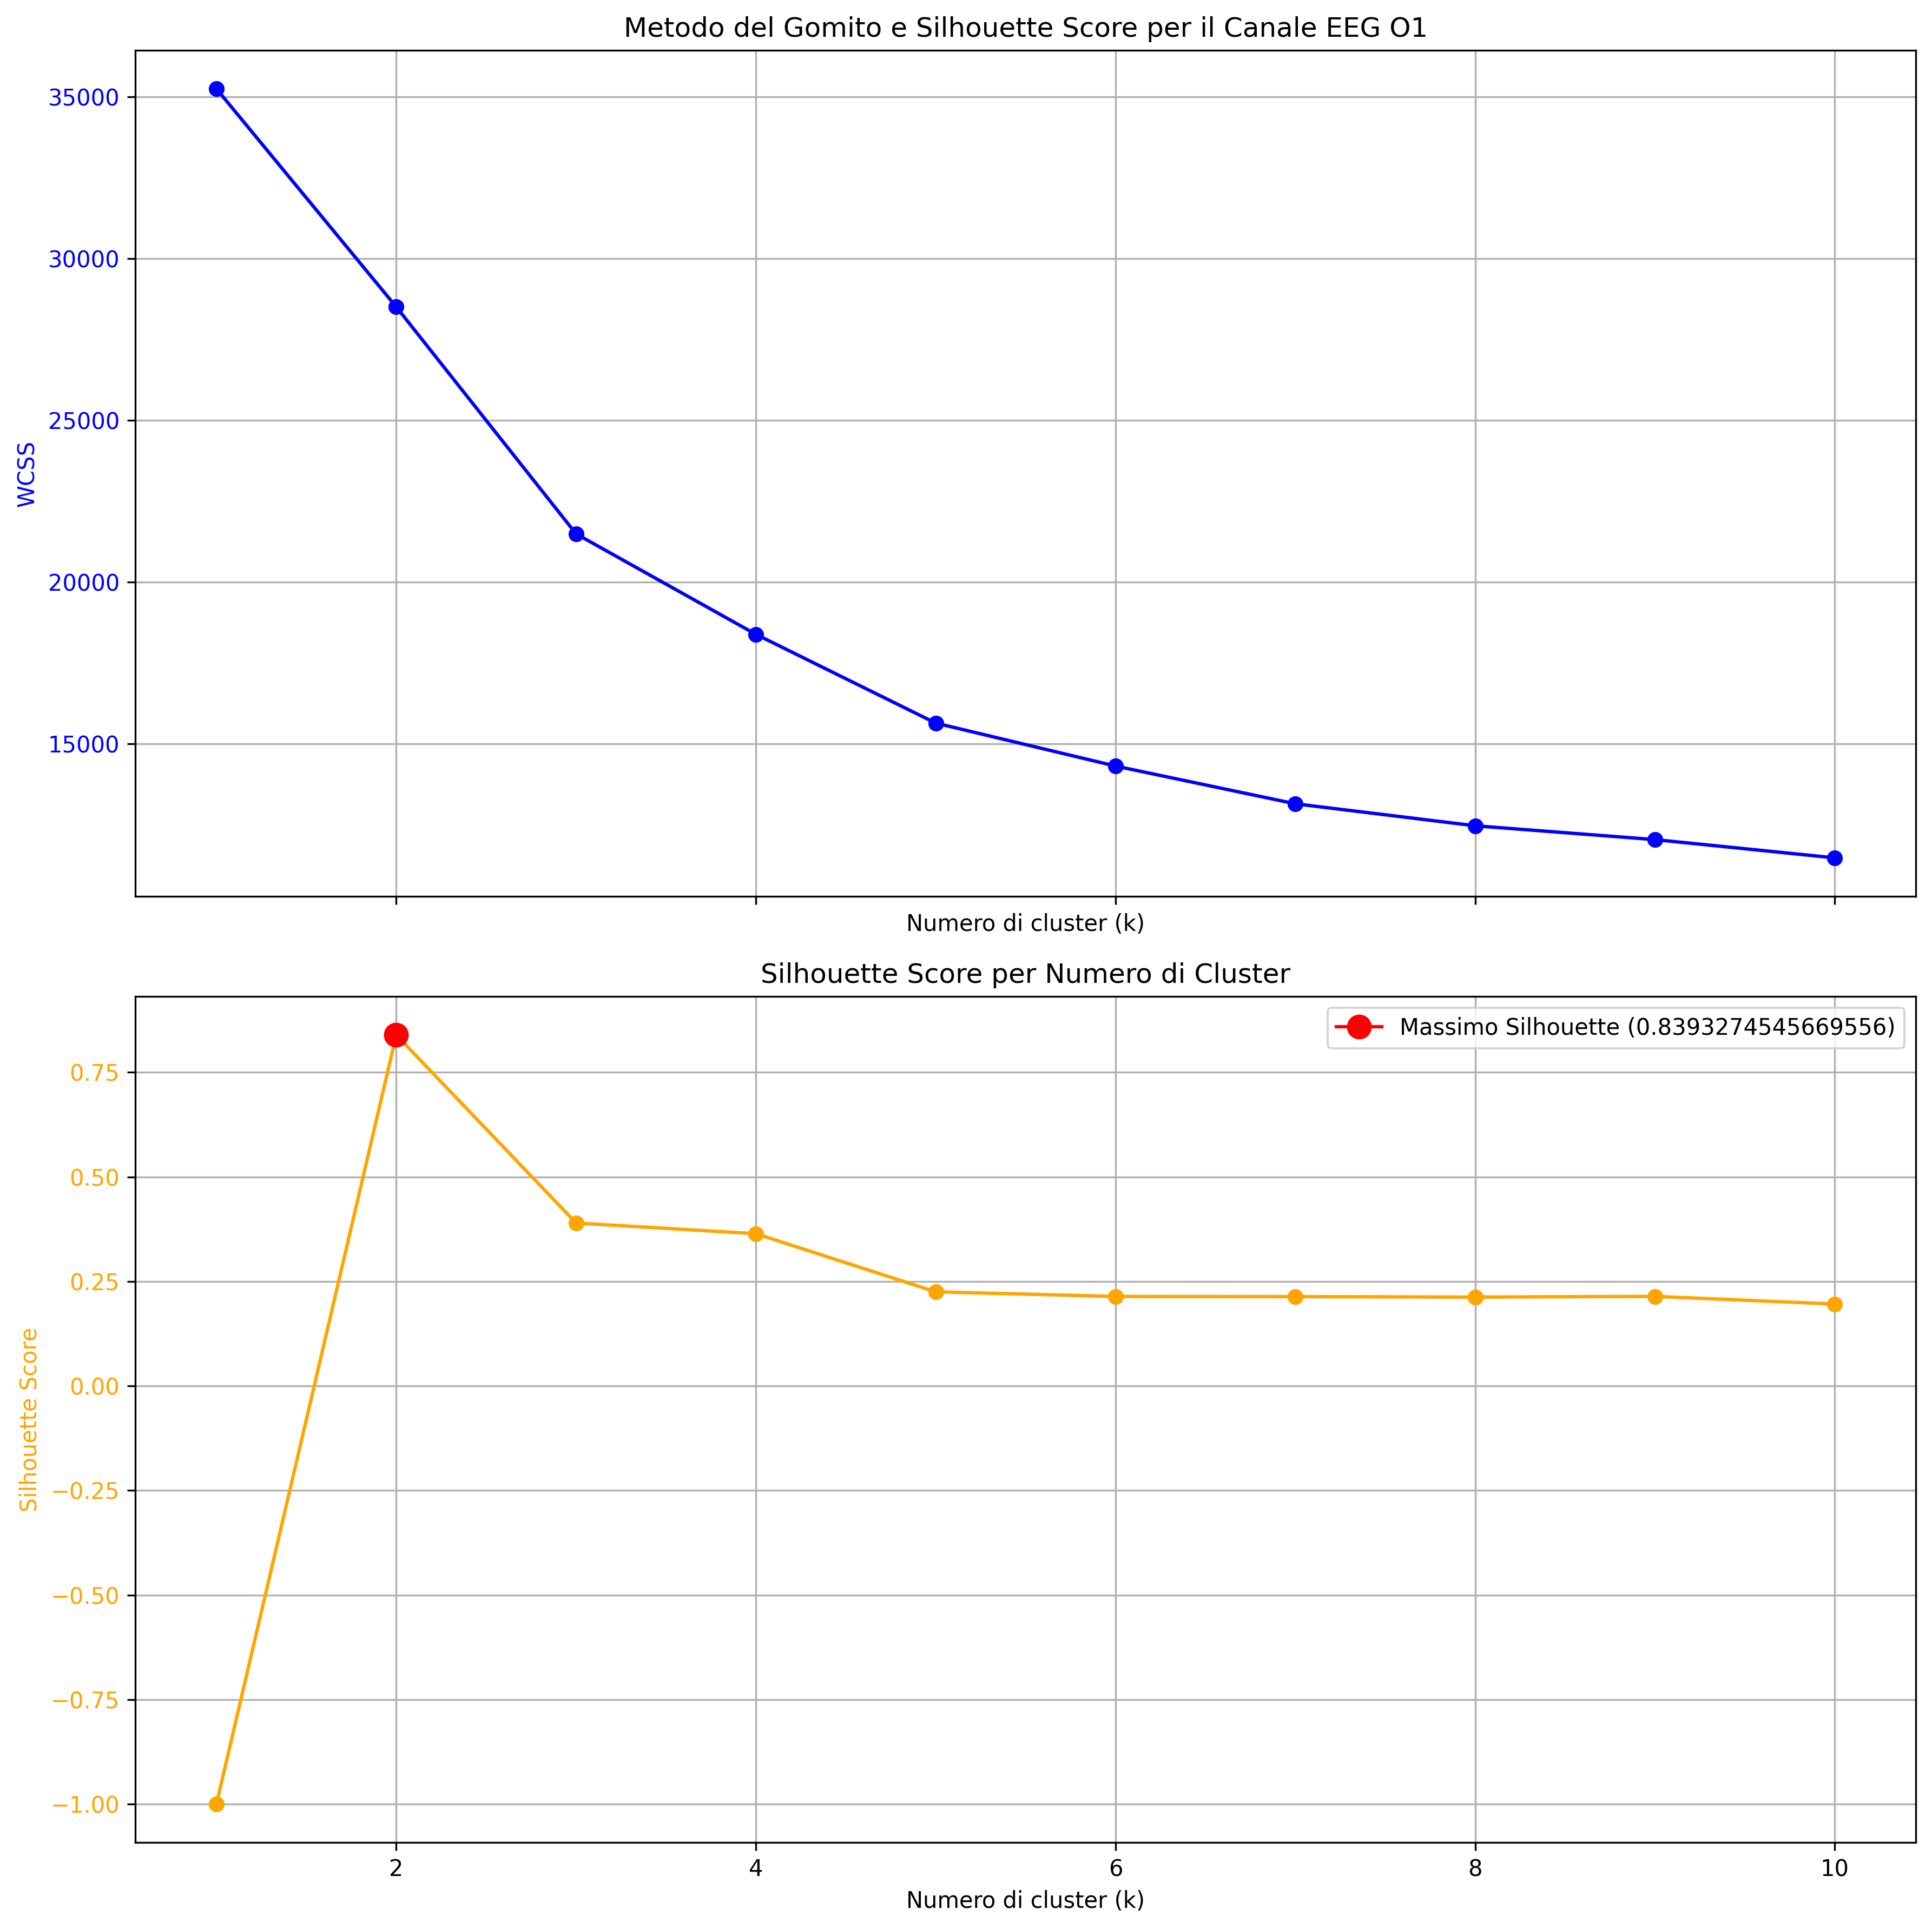 Metodo del Gomito e Silhouette Score per il Canale EEG O1
35000
30000
25000
20000
15000
WCSS
Numero di cluster (k)
Silhouette Score per Numero di Cluster
Massimo Silhouette (0.8393274545669556)
0.75
0.50
0.25
0.00
−0.25
−0.50
−0.75
−1.00
Silhouette Score
2 4 6 8 10
Numero di cluster (k)